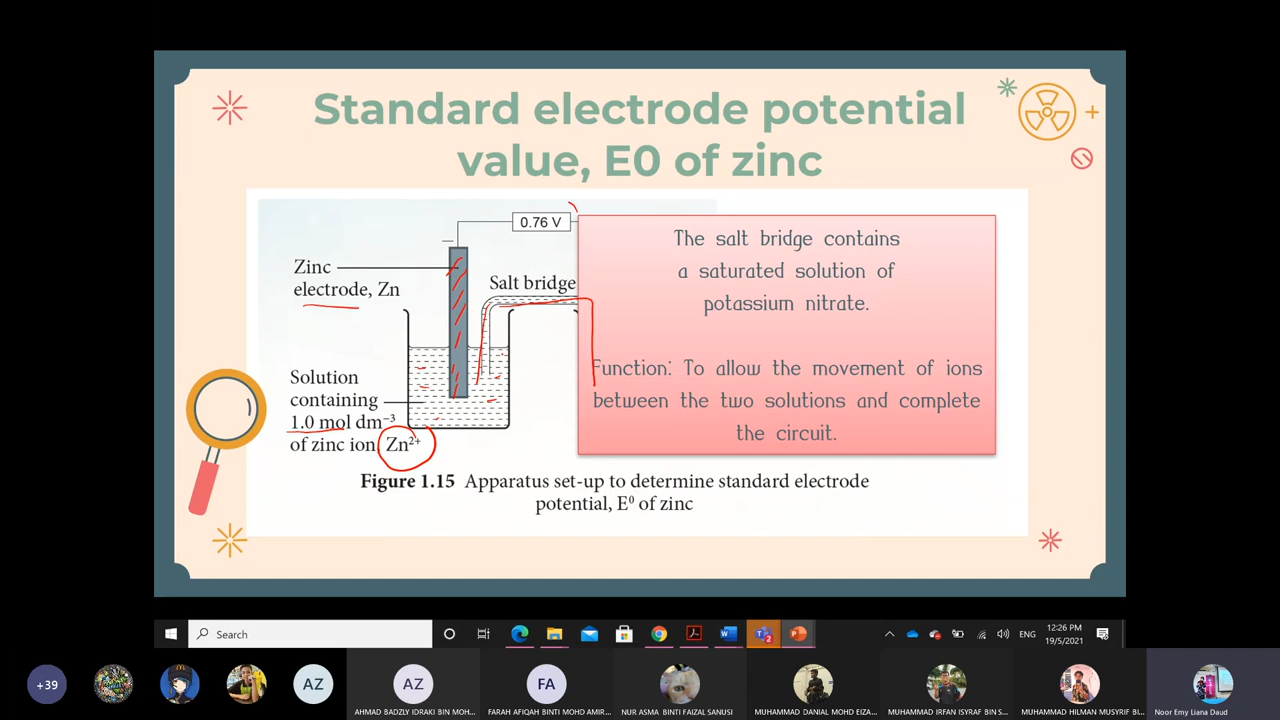 Standard electrode potential
value, E0 of zinc
0.76 V
Zinc
electrode, Zn
Salt bridge
Solution
containing
1.0 mol dm⁻³
of zinc ion, Zn²⁺
The salt bridge contains
a saturated solution of
potassium nitrate.
Function: To allow the movement of ions
between the two solutions and complete
the circuit.
Figure 1.15 Apparatus set-up to determine standard electrode
potential, E⁰ of zinc
Search
ENG
12:26 PM
19/5/2021
+39
AZ
AZ
FA
AHMAD BADZLY IDRAKI BIN MOH...
FARAH AFIQAH BINTI MOHD AMIR...
NUR ASMA BINTI FAIZAL SANUSI
MUHAMMAD DANIAL MOHD EIZA...
MUHAMMAD IRFAN ISYRAF BIN S...
MUHAMMAD HILMAN MUSYRIF BI...
Noor Emy Liana Daud